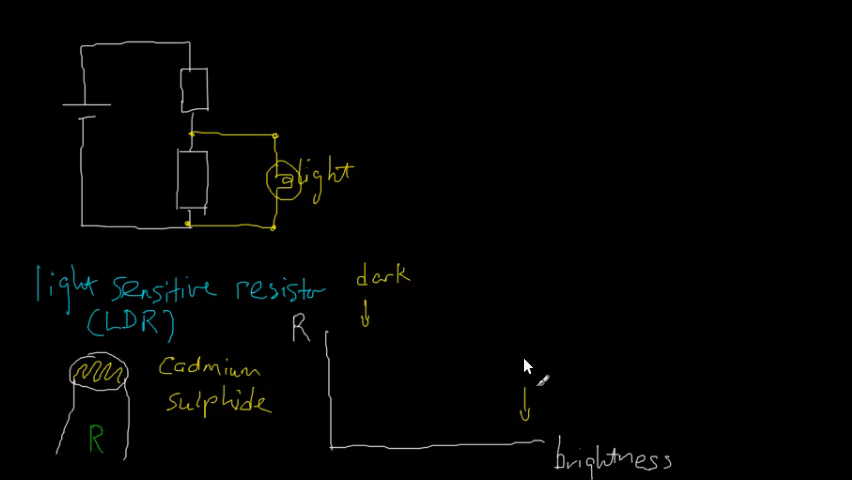 light
light sensitive resistor
(LDR)
dark
R
Cadmium
sulphide
R
brightness